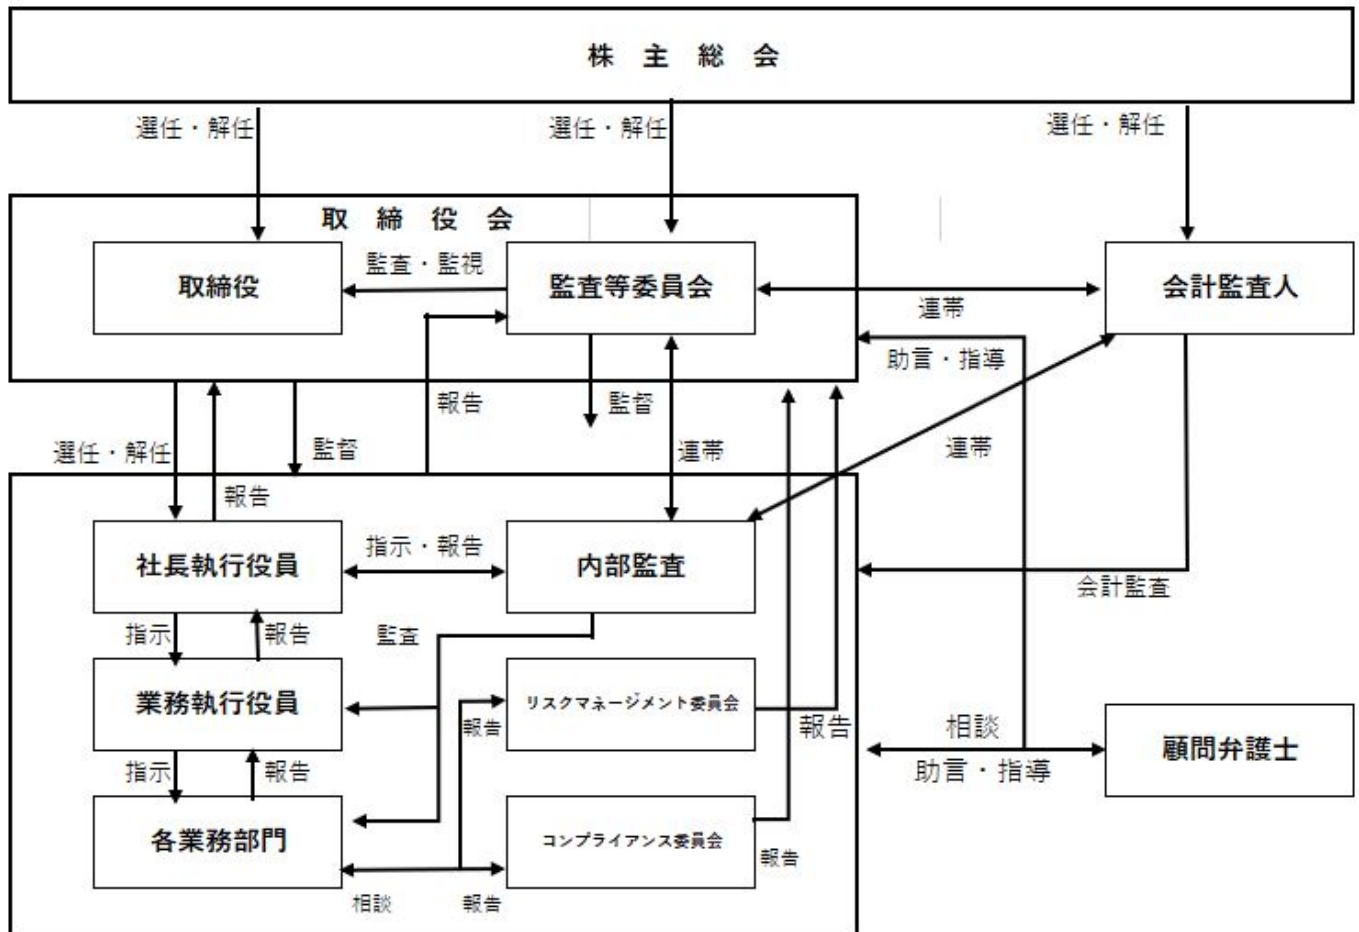 株主総会
選任・解任
選任・解任
選任・解任
取締役会
取締役
監査・監視
監査等委員会
連帯
会計監査人
助言・指導
報告
監督
選任・解任
監督
連帯
連帯
報告
社長執行役員
指示・報告
内部監査
会計監査
指示
報告
監査
業務執行役員
リスクマネージメント委員会
報告
報告
相談
助言・指導
顧問弁護士
指示
報告
各業務部門
コンプライアンス委員会
報告
相談
報告